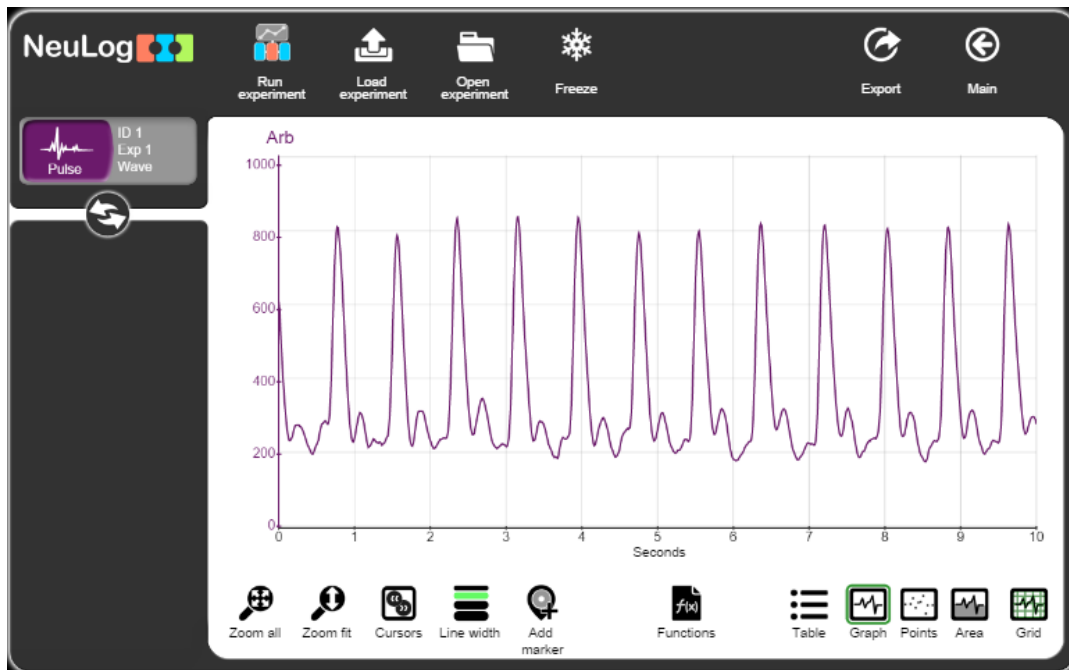 NeuLog
Run
experiment
Load
experiment
Open
experiment
Freeze
Export
Main
Pulse
ID 1
Exp 1
Wave
Arb
1000
800
600
400
200
0
0 1 2 3 4 5 6 7 8 9 10
Seconds
Zoom all
Zoom fit
Cursors
Line width
Add
marker
f(x)
Functions
Table
Graph
Points
Area
Grid